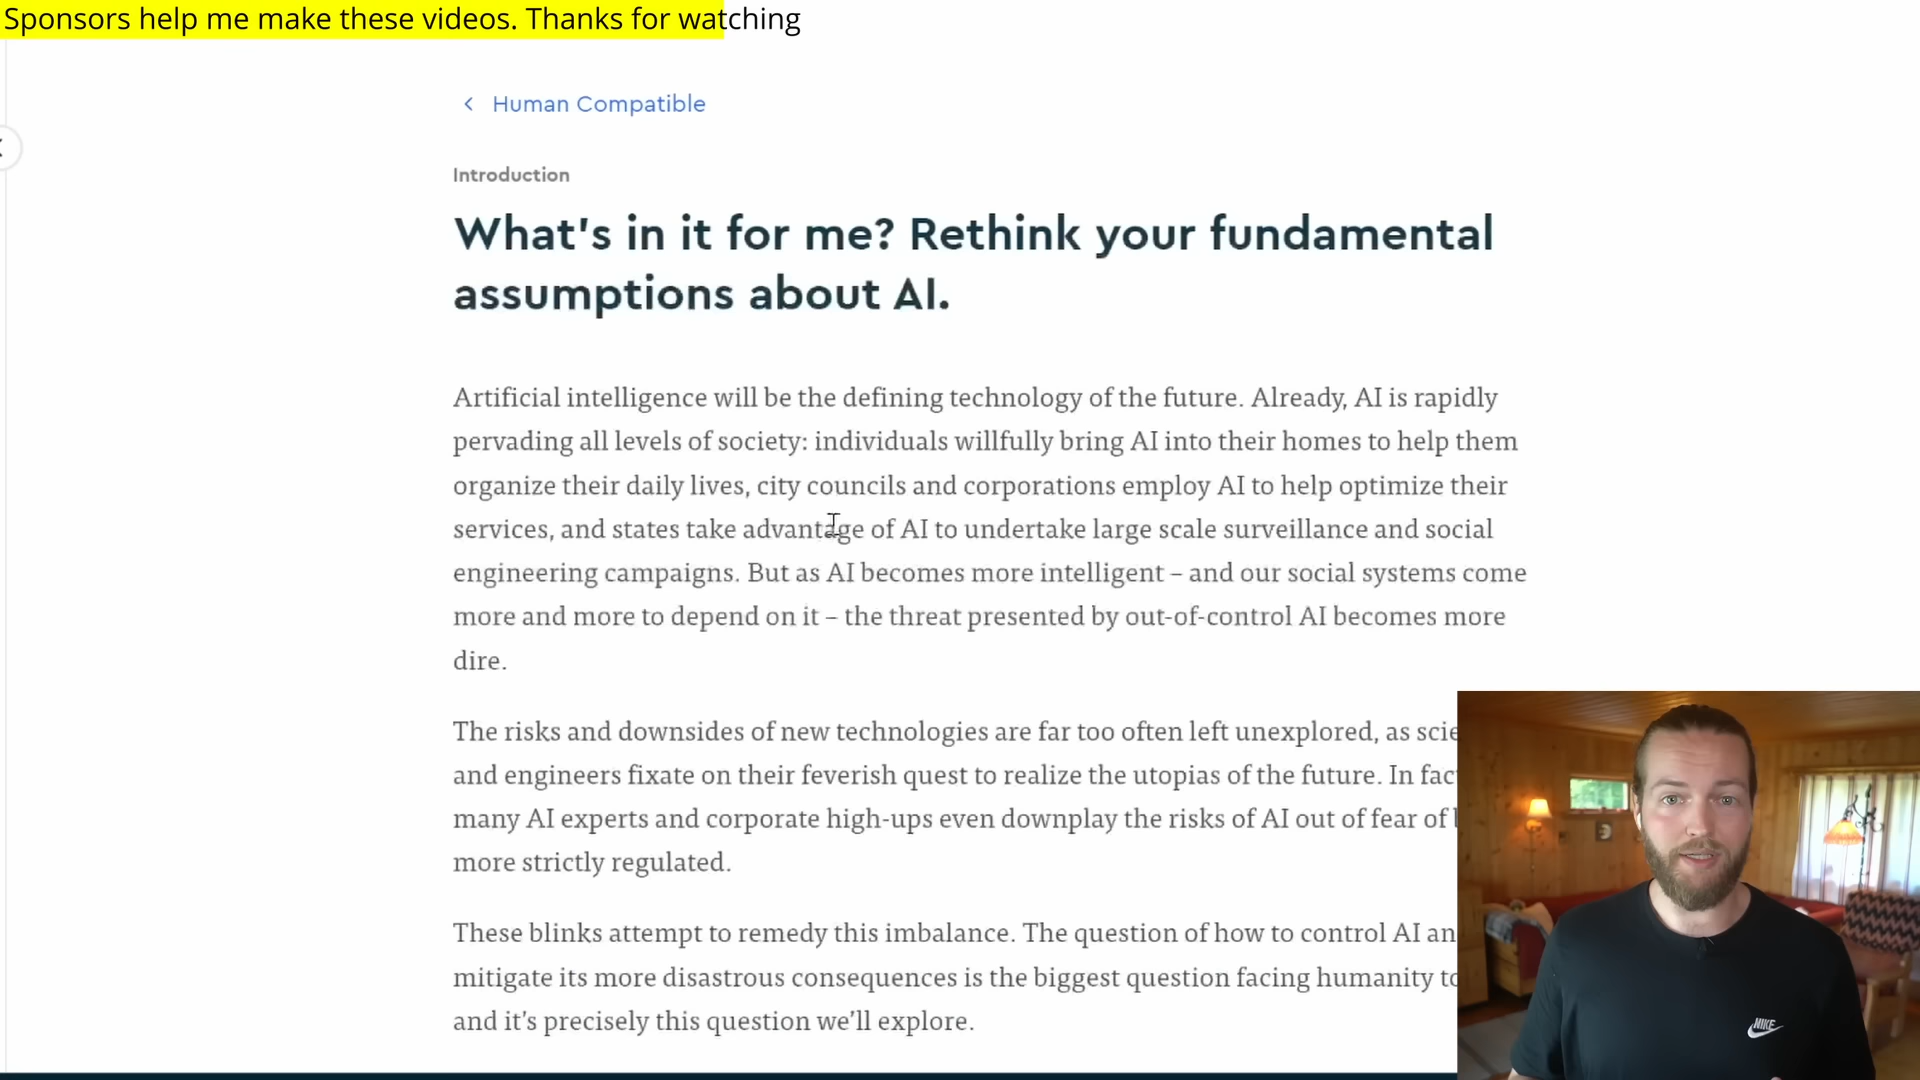 Sponsors help me make these videos. Thanks for watching
Human Compatible
Introduction
What's in it for me? Rethink your fundamental
assumptions about AI.
Artificial intelligence will be the defining technology of the future. Already, AI is rapidly
pervading all levels of society: individuals willfully bring AI into their homes to help them
organize their daily lives, city councils and corporations employ AI to help optimize their
services, and states take advantage of AI to undertake large scale surveillance and social
engineering campaigns. But as AI becomes more intelligent – and our social systems come
more and more to depend on it – the threat presented by out-of-control AI becomes more
dire.
The risks and downsides of new technologies are far too often left unexplored, as
and engineers fixate on their feverish quest to realize the utopias of the future. In
many AI experts and corporate high-ups even downplay the risks of AI out of fear of
more strictly regulated.
These blinks attempt to remedy this imbalance. The question of how to control AI
mitigate its more disastrous consequences is the biggest question facing humanity
and it's precisely this question we'll explore.
NIKE